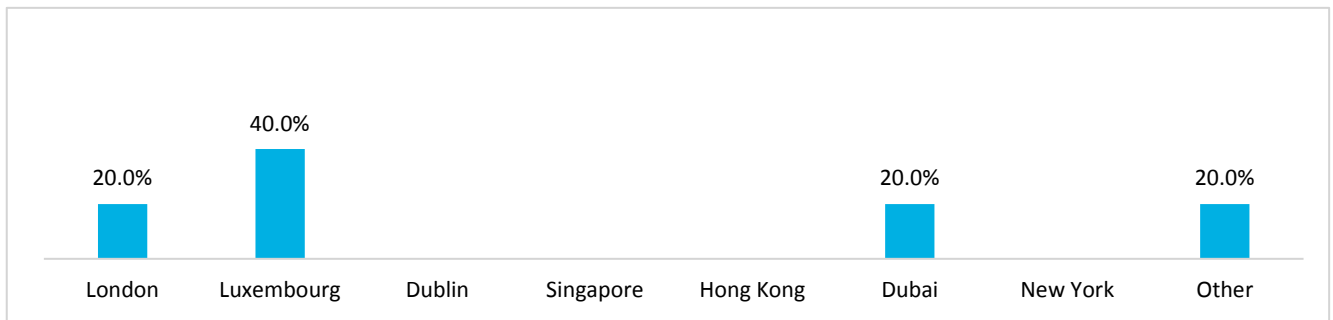 40.0%
20.0% 20.0% 20.0%
London Luxembourg Dublin Singapore Hong Kong Dubai New York Other